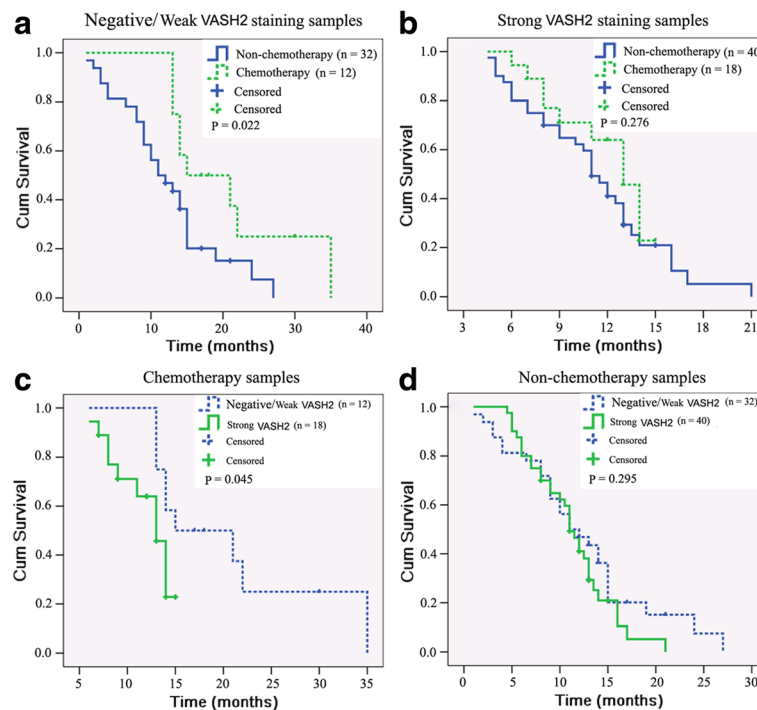 a
Negative/Weak VASH2 staining samples
Non-chemotherapy (n = 32)
Chemotherapy (n = 12)
Censored
Censored
P = 0.022
Cum Survival
1.0
0.8
0.6
0.4
0.2
0.0
0 10 20 30 40
Time (months)
b
Strong VASH2 staining samples
Non-chemotherapy (n = 40
Chemotherapy (n = 18)
Censored
Censored
P = 0.276
Cum Survival
1.0
0.8
0.6
0.4
0.2
0.0
3 6 9 12 15 18 21
Time (months)
c
Chemotherapy samples
Negative/Weak VASH2 (n = 12)
Strong VASH2 (n = 18)
Censored
Censored
P = 0.045
Cum Survival
1.0
0.8
0.6
0.4
0.2
0.0
5 10 15 20 25 30 35
Time (months)
d
Non-chemotherapy samples
Negative/Weak VASH2 (n = 32)
Strong VASH2 (n = 40)
Censored
Censored
P = 0.295
Cum Survival
1.0
0.8
0.6
0.4
0.2
0.0
0 5 10 15 20 25 30
Time (months)